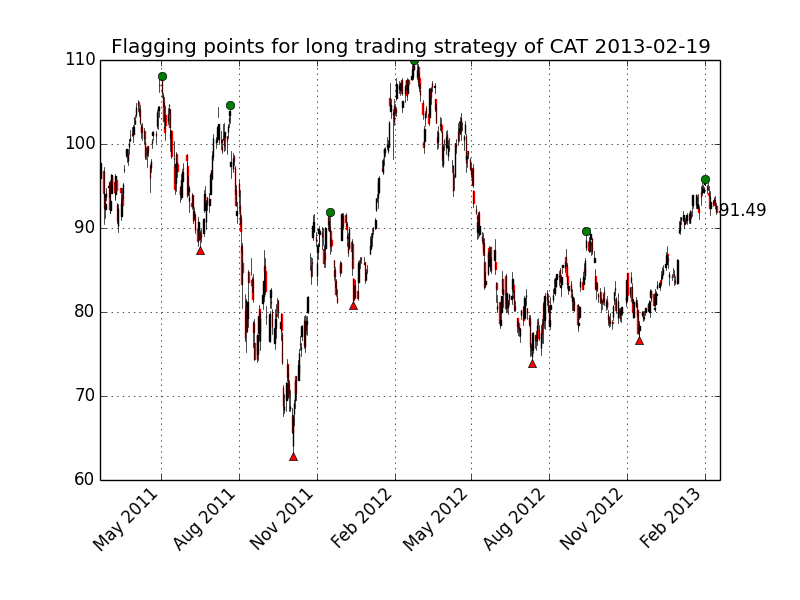 Flagging points for long trading strategy of CAT 2013-02-19
110
100
90
80
70
60
91.49
May 2011
Aug 2011
Nov 2011
Feb 2012
May 2012
Aug 2012
Nov 2012
Feb 2013